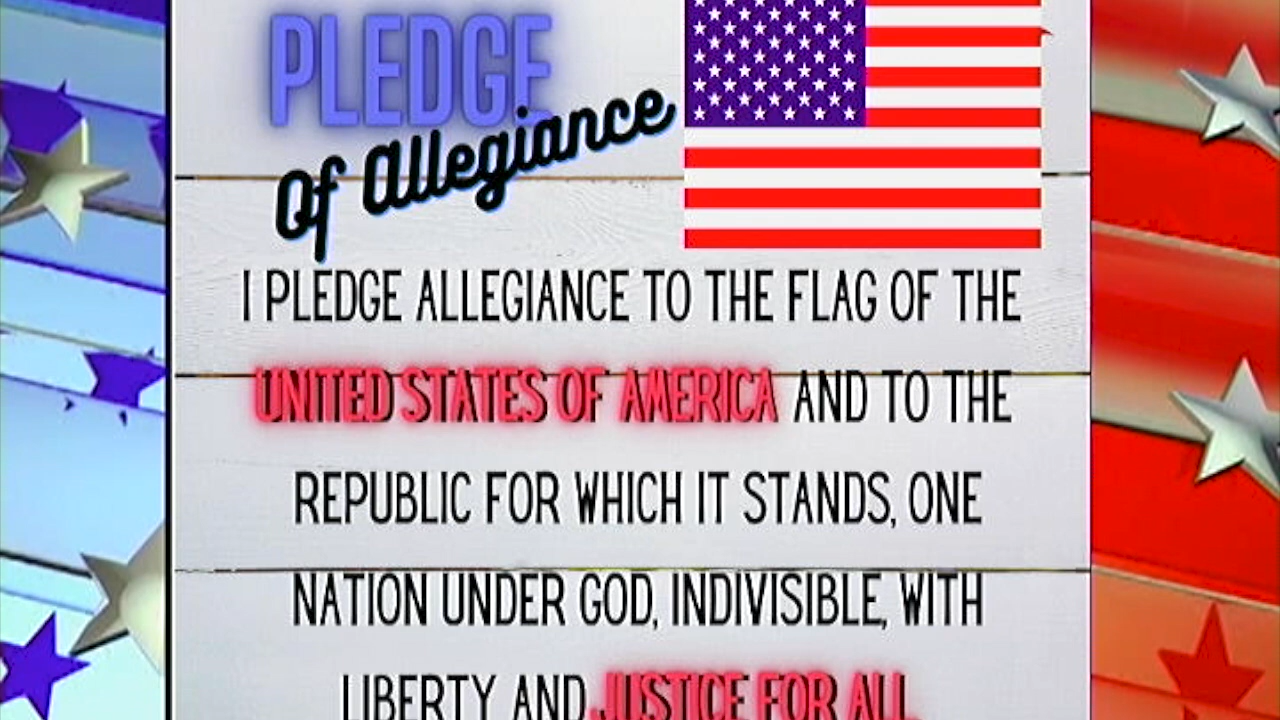 PLEDGE
Of Allegiance
I PLEDGE ALLEGIANCE TO THE FLAG OF THE
UNITED STATES OF AMERICA AND TO THE
REPUBLIC FOR WHICH IT STANDS, ONE
NATION UNDER GOD, INDIVISIBLE, WITH
LIBERTY AND JUSTICE FOR ALL